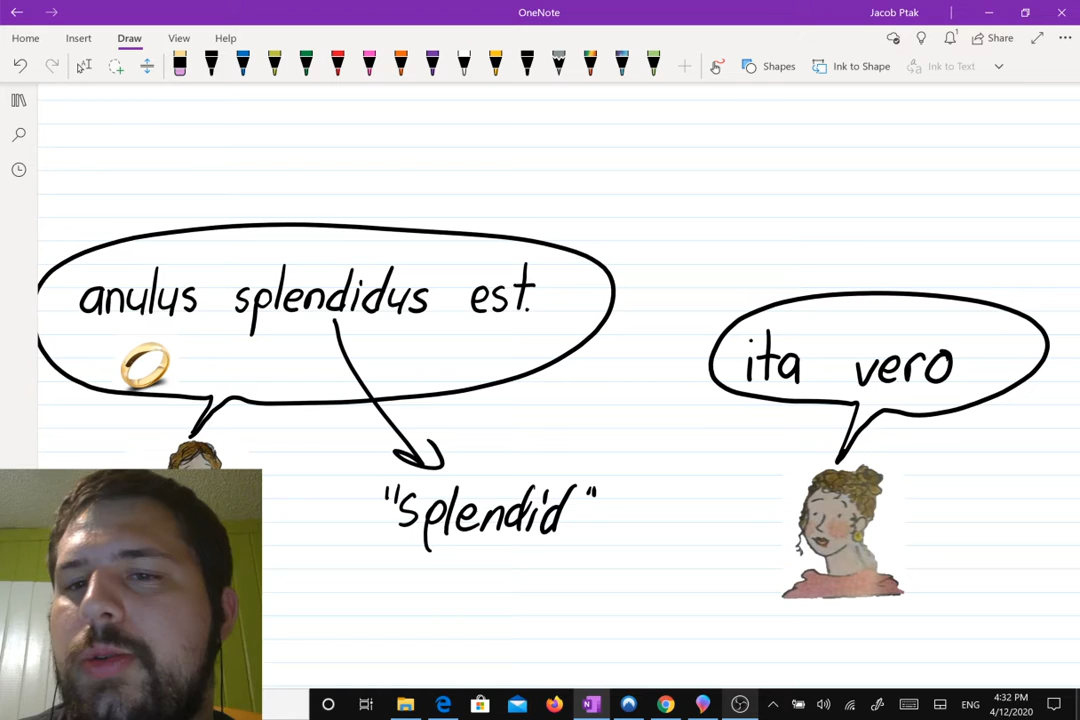 OneNote
Jacob Ptak
Home Insert Draw View Help
Share
Shapes
Ink to Shape
Ink to Text
anulus splendidus est.
ita vero
"splendid"
ENG
4:32 PM
4/12/2020